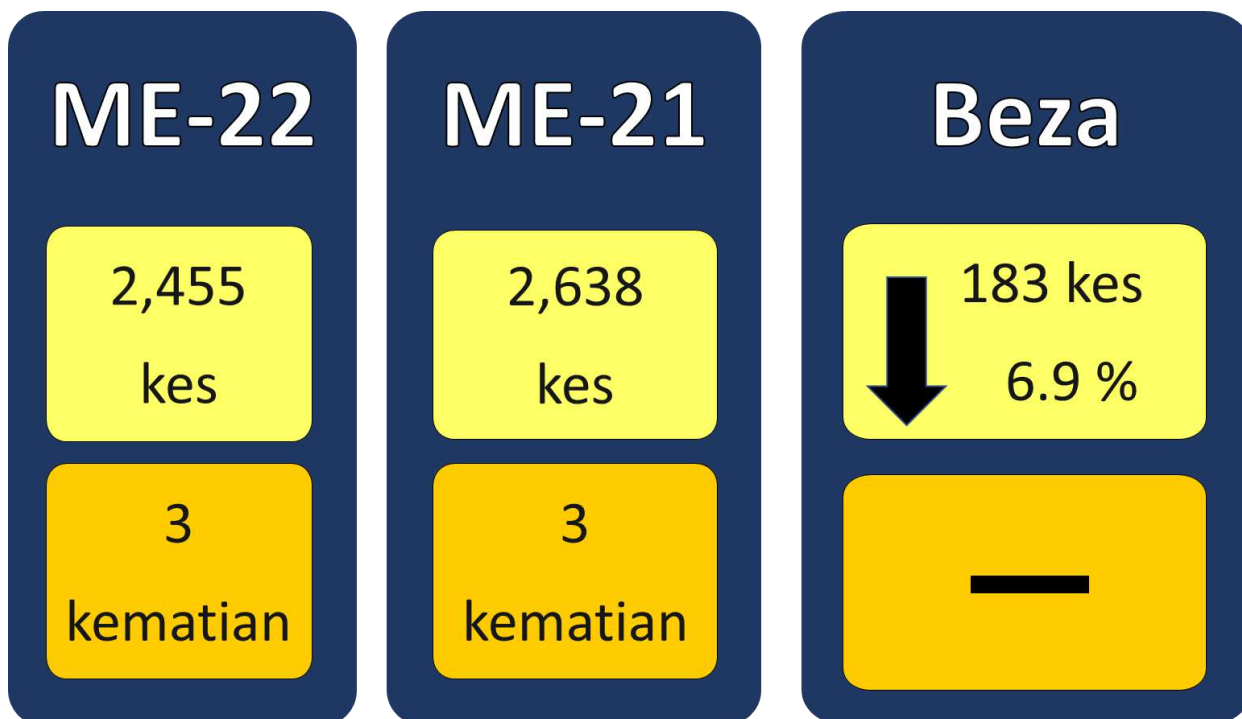 ME-22
2,455
kes
3
kematian
ME-21
2,638
kes
3
kematian
Beza
183 kes
6.9 %